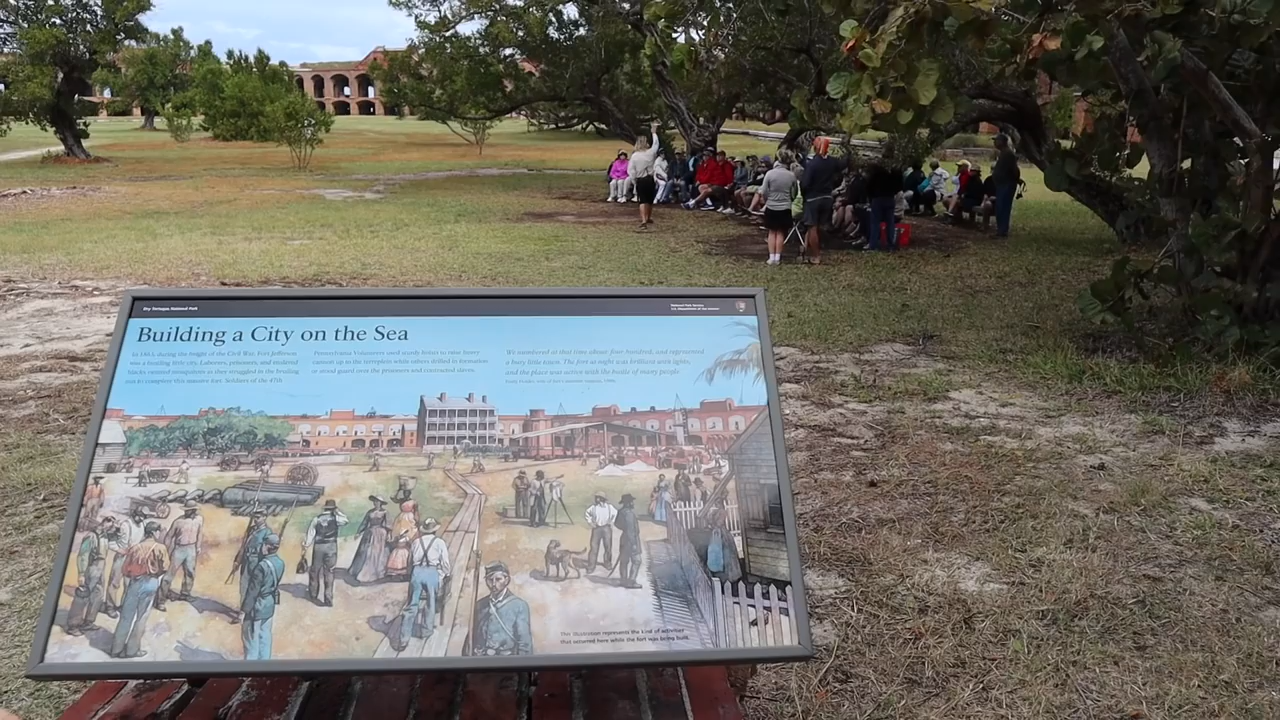 Dry Tortugas National Park
National Park Service
U.S. Department of the Interior
Building a City on the Sea
In 1863, during the height of the Civil War, Fort Jefferson
was a bustling little city. Laborers, prisoners, and enslaved
blacks cursed mosquitoes as they struggled in the broiling
sun to complete this massive fort. Soldiers of the 47th
Pennsylvania Volunteers used sturdy hoists to raise heavy
cannon up to the terreplein while others drilled in formation
or stood guard over the prisoners and contracted slaves.
We numbered at that time about four hundred, and represented
a busy little town. The fort at night was brilliant with lights,
and the place was active with the bustle of many people
This illustration represents the kind of activities
that occurred here while the fort was being built.